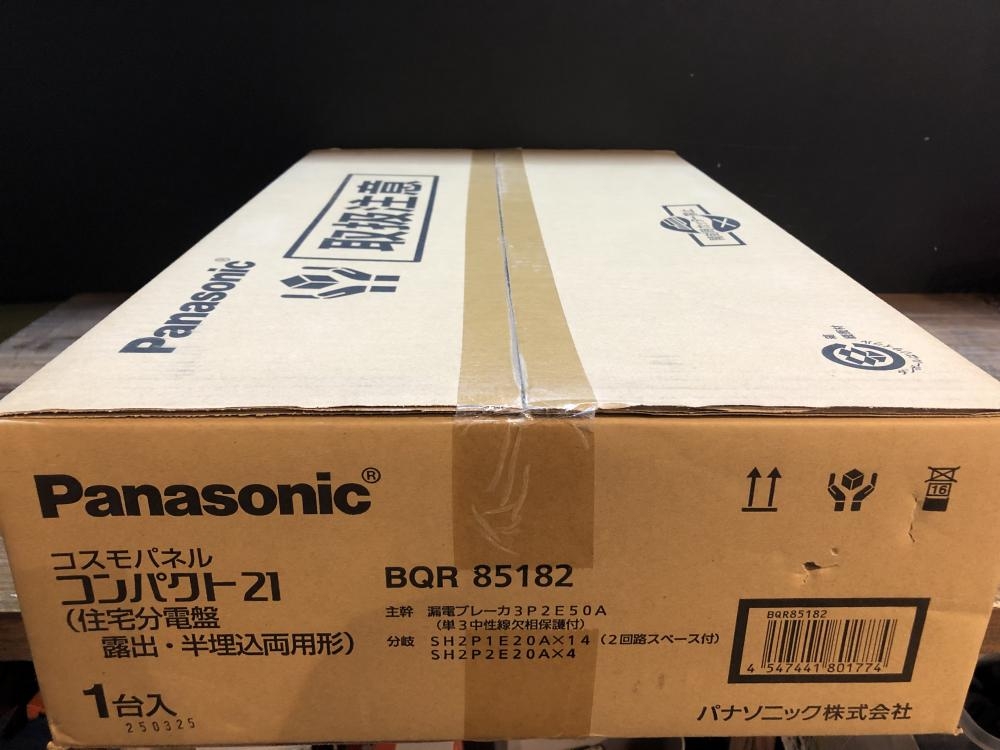 取扱注意
Panasonic®
Panasonic®
コスモパネル
コンパクト21
(住宅分電盤
露出・半埋込両用形)
1台入
250325
BQR 85182
主幹 漏電ブレーカ3P2E50A
(単3中性線欠相保護付)
分岐 SH2P1E20A×14 (2回路スペース付)
SH2P2E20A×4
16
BQR85182
4 547441 801774
パナソニック株式会社